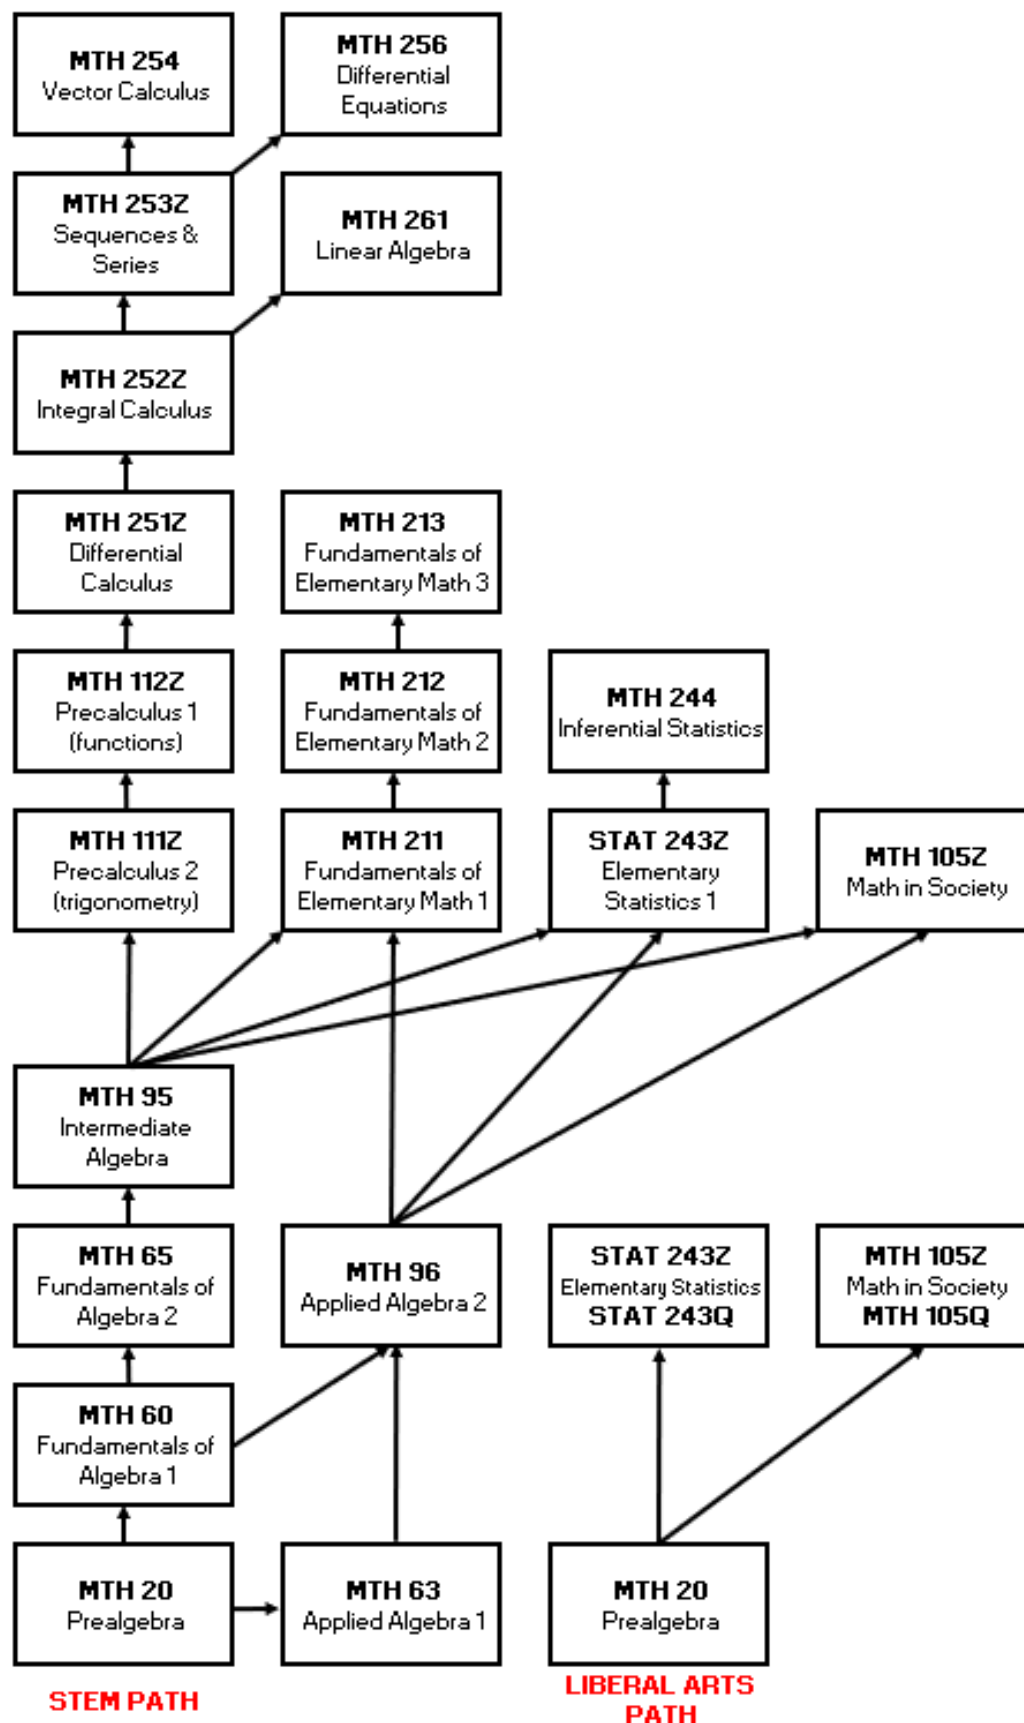 MTH 254
Vector Calculus
MTH 256
Differential
Equations
MTH 253Z
Sequences &
Series
MTH 261
Linear Algebra
MTH 252Z
Integral Calculus
MTH 251Z
Differential
Calculus
MTH 213
Fundamentals of
Elementary Math 3
MTH 112Z
Precalculus 1
(functions)
MTH 212
Fundamentals of
Elementary Math 2
MTH 244
Inferential Statistics
MTH 111Z
Precalculus 2
(trigonometry)
MTH 211
Fundamentals of
Elementary Math 1
STAT 243Z
Elementary
Statistics 1
MTH 105Z
Math in Society
MTH 95
Intermediate
Algebra
MTH 65
Fundamentals of
Algebra 2
MTH 96
Applied Algebra 2
STAT 243Z
Elementary Statistics
STAT 243Q
MTH 105Z
Math in Society
MTH 105Q
MTH 60
Fundamentals of
Algebra 1
MTH 20
Prealgebra
MTH 63
Applied Algebra 1
MTH 20
Prealgebra
STEM PATH
LIBERAL ARTS
PATH